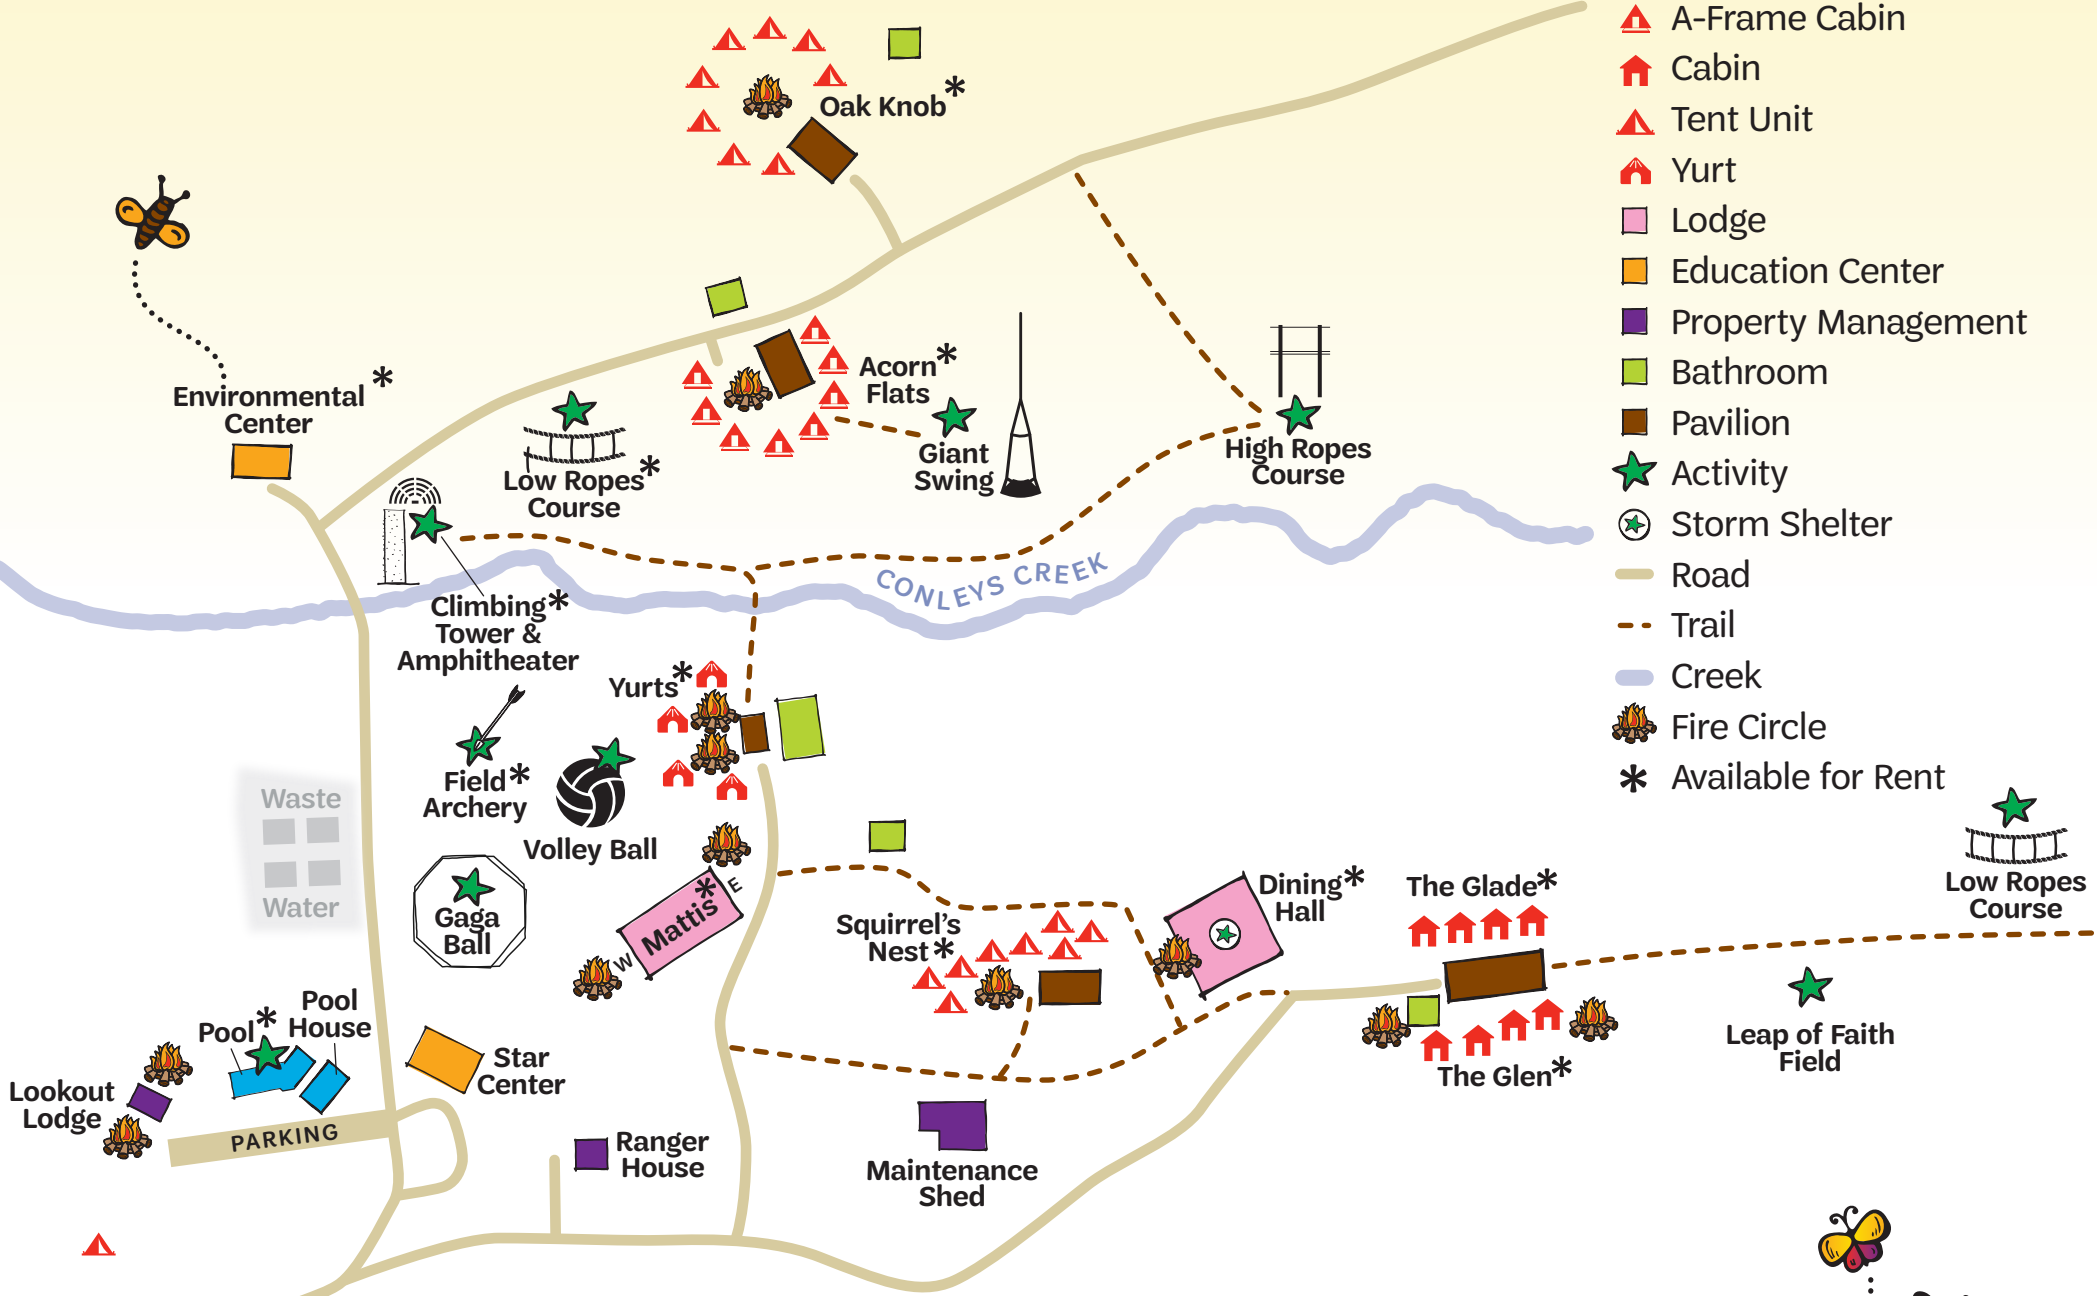 A-Frame Cabin
Cabin
Tent Unit
Yurt
Lodge
Education Center
Property Management
Bathroom
Pavilion
Activity
Storm Shelter
Road
Trail
Creek
Fire Circle
* Available for Rent
Oak Knob*
Environmental*
Center
Acorn*
Flats
Giant
Swing
High Ropes
Course
Low Ropes*
Course
CONLEYS CREEK
Climbing*
Tower &
Amphitheater
Yurts*
Field*
Archery
Volley Ball
Waste
Water
Gaga
Ball
Mattis*
E
W
Squirrel's
Nest*
Dining*
Hall
The Glade*
The Glen*
Low Ropes
Course
Leap of Faith
Field
Pool*
Pool
House
Star
Center
Lookout
Lodge
PARKING
Ranger
House
Maintenance
Shed